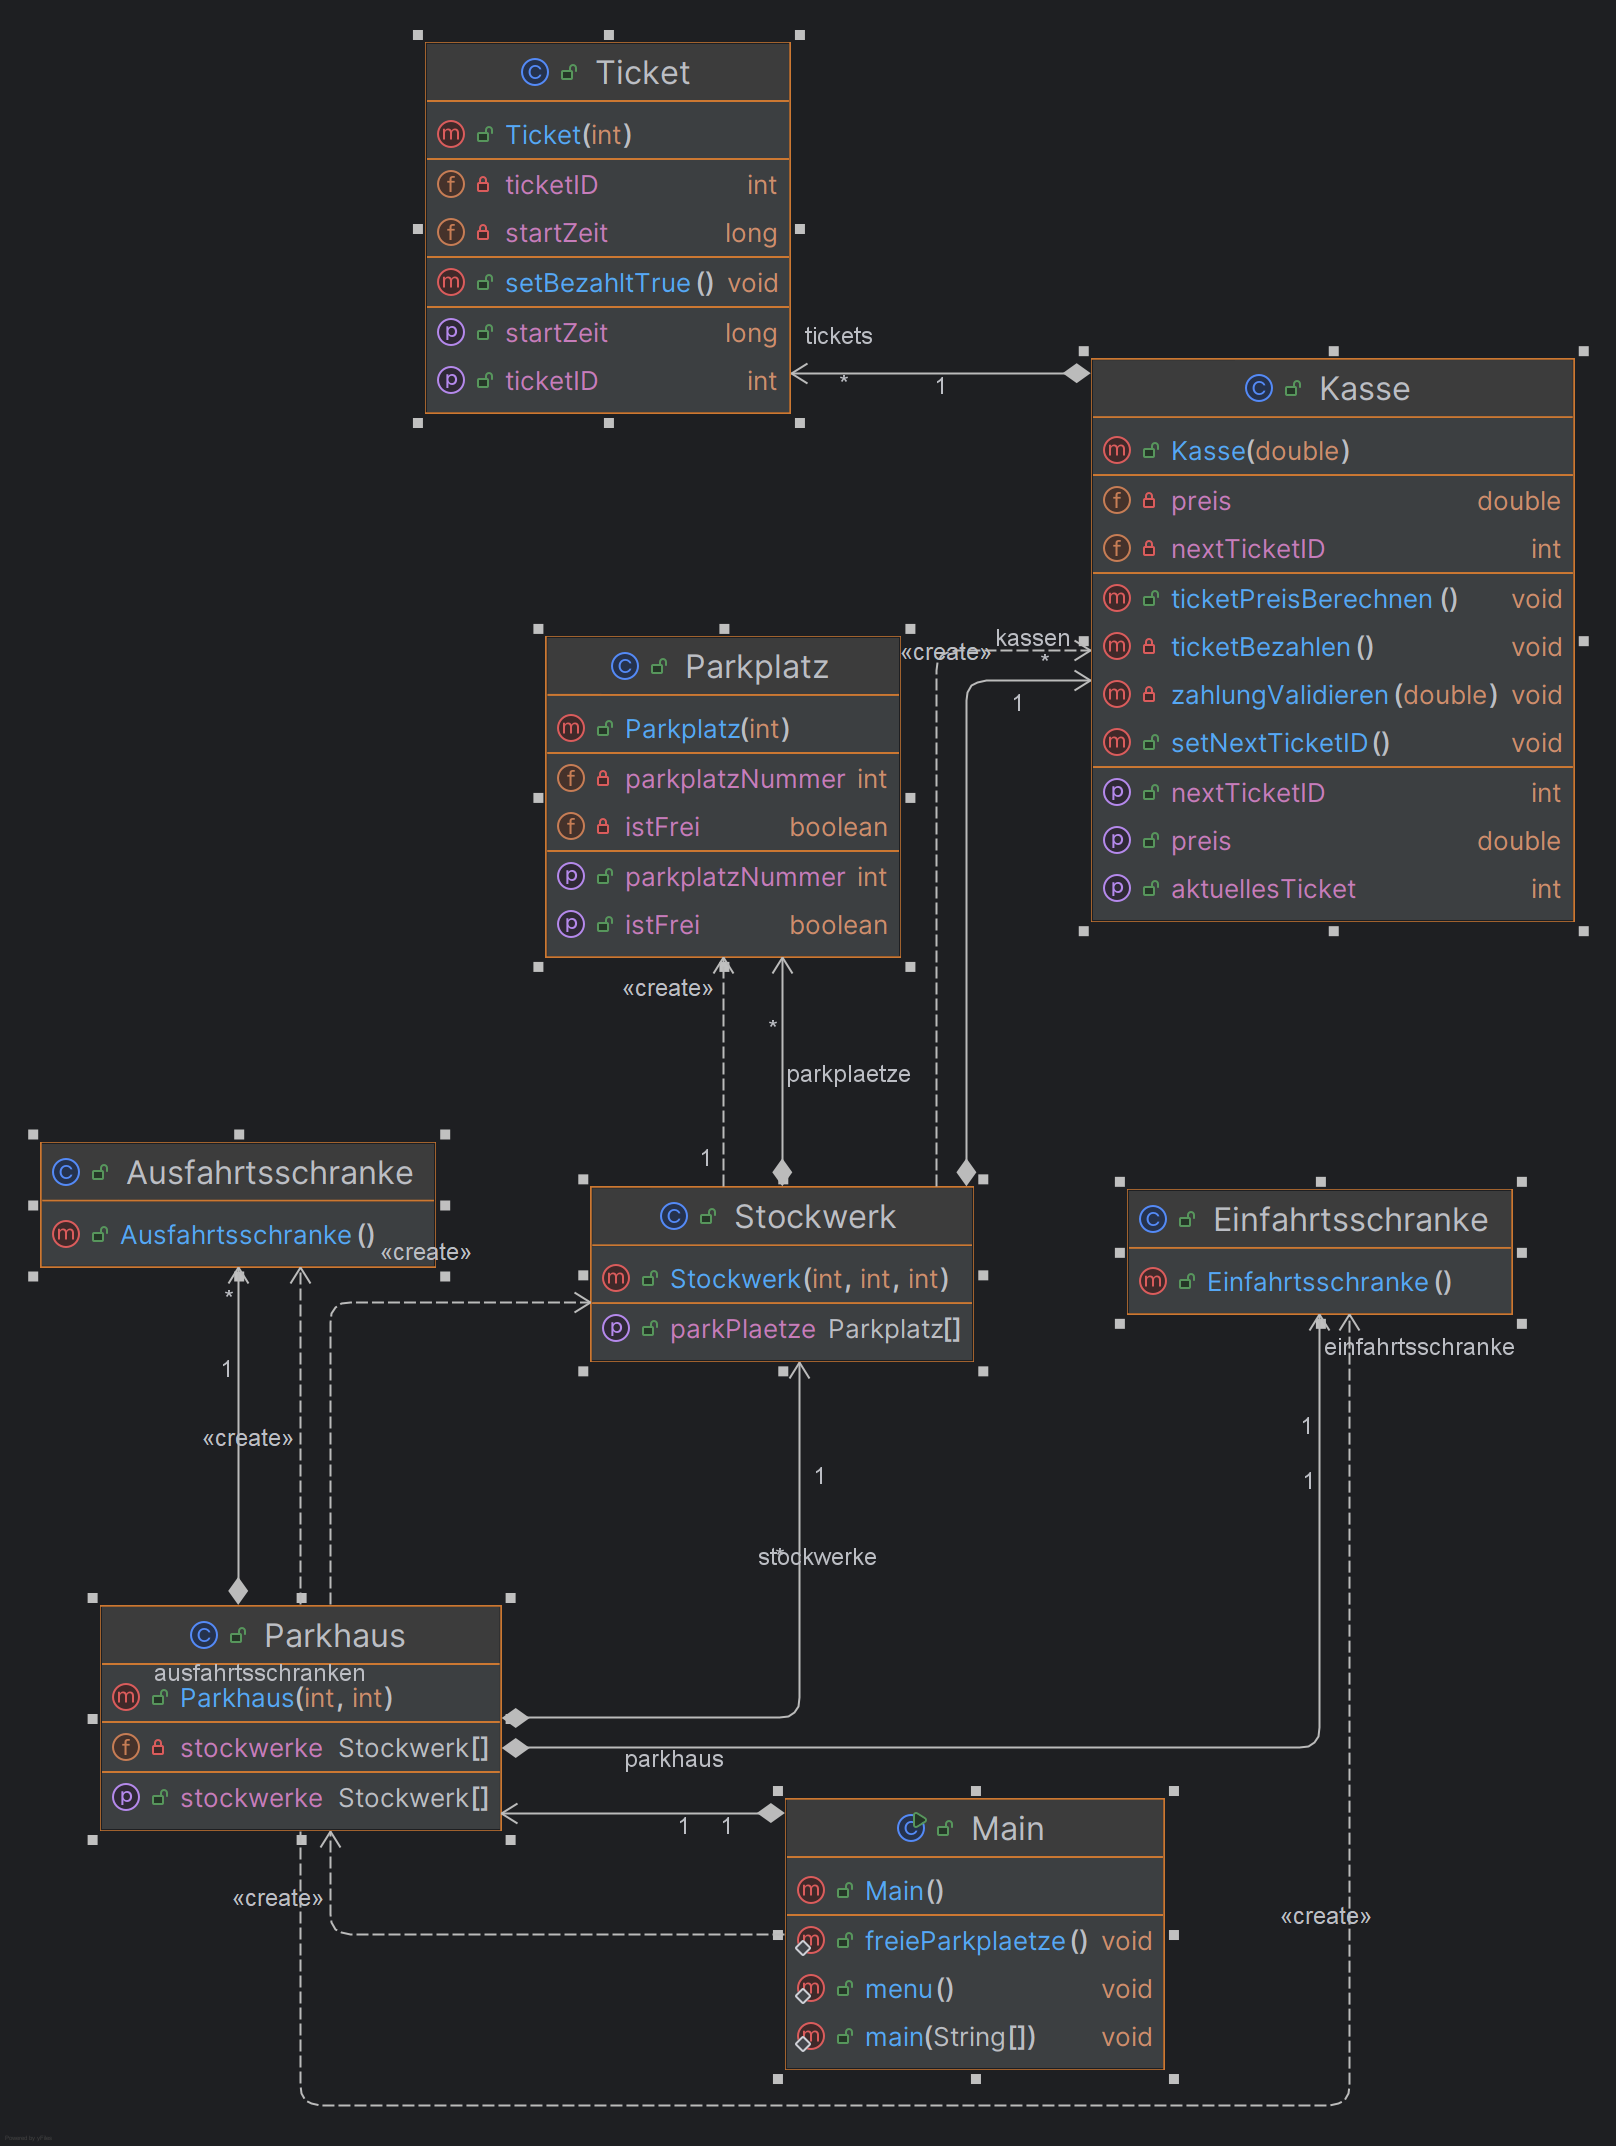 Ticket
Ticket(int)
ticketID int
startZeit long
setBezahltTrue() void
startZeit long
ticketID int
tickets
* 1
Kasse
Kasse(double)
preis double
nextTicketID int
ticketPreisBerechnen() void
ticketBezahlen() void
zahlungValidieren(double) void
setNextTicketID() void
nextTicketID int
preis double
aktuellesTicket int
«create» kassen
*
1
Parkplatz
Parkplatz(int)
parkplatzNummer int
istFrei boolean
parkplatzNummer int
istFrei boolean
«create»
*
parkplaetze
1
Ausfahrtsschranke
Ausfahrtsschranke()
«create»
*
1
«create»
Stockwerk
Stockwerk(int, int, int)
parkPlaetze Parkplatz[]
Einfahrtsschranke
Einfahrtsschranke()
einfahrtsschranke
1
1
1
*
stockwerke
Parkhaus
ausfahrtsschranken
Parkhaus(int, int)
stockwerke Stockwerk[]
stockwerke Stockwerk[]
parkhaus
1 1
«create»
Main
Main()
freieParkplaetze() void
menu() void
main(String[]) void
«create»
Powered by yFiles